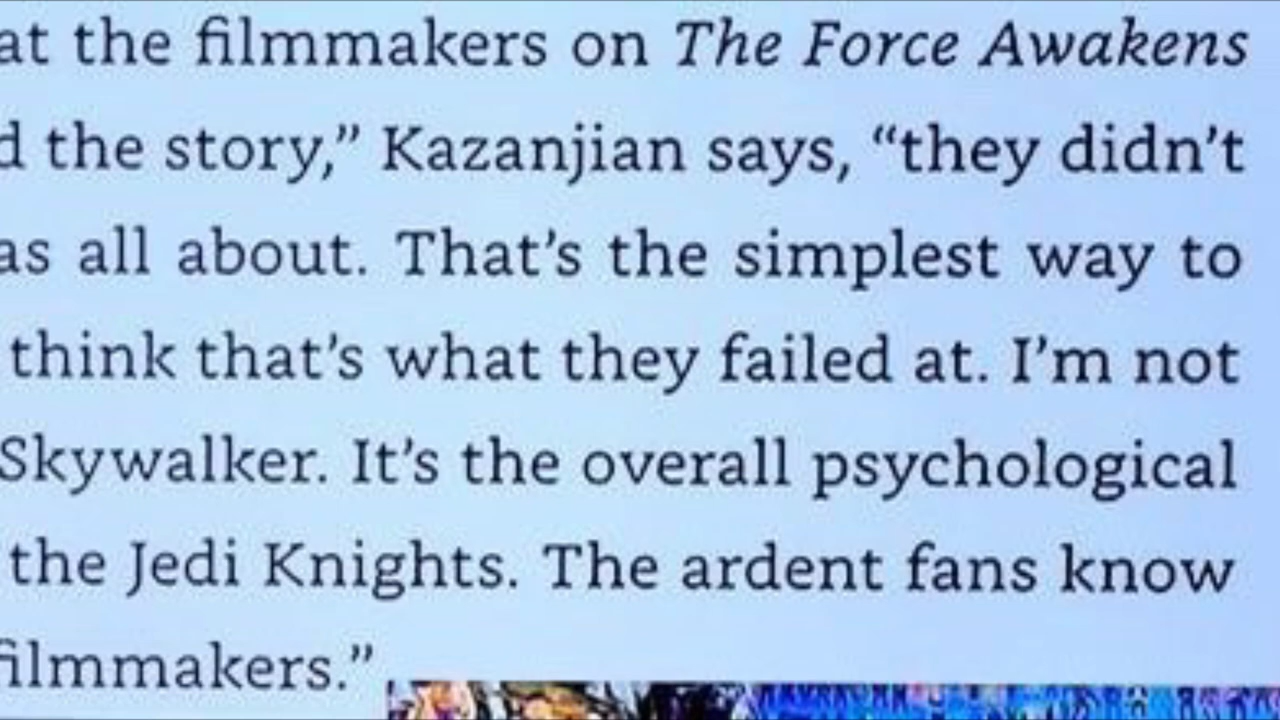 at the filmmakers on The Force Awakens
d the story,” Kazanjian says, “they didn’t
as all about. That’s the simplest way to
think that’s what they failed at. I’m not
Skywalker. It’s the overall psychological
the Jedi Knights. The ardent fans know
filmmakers.”